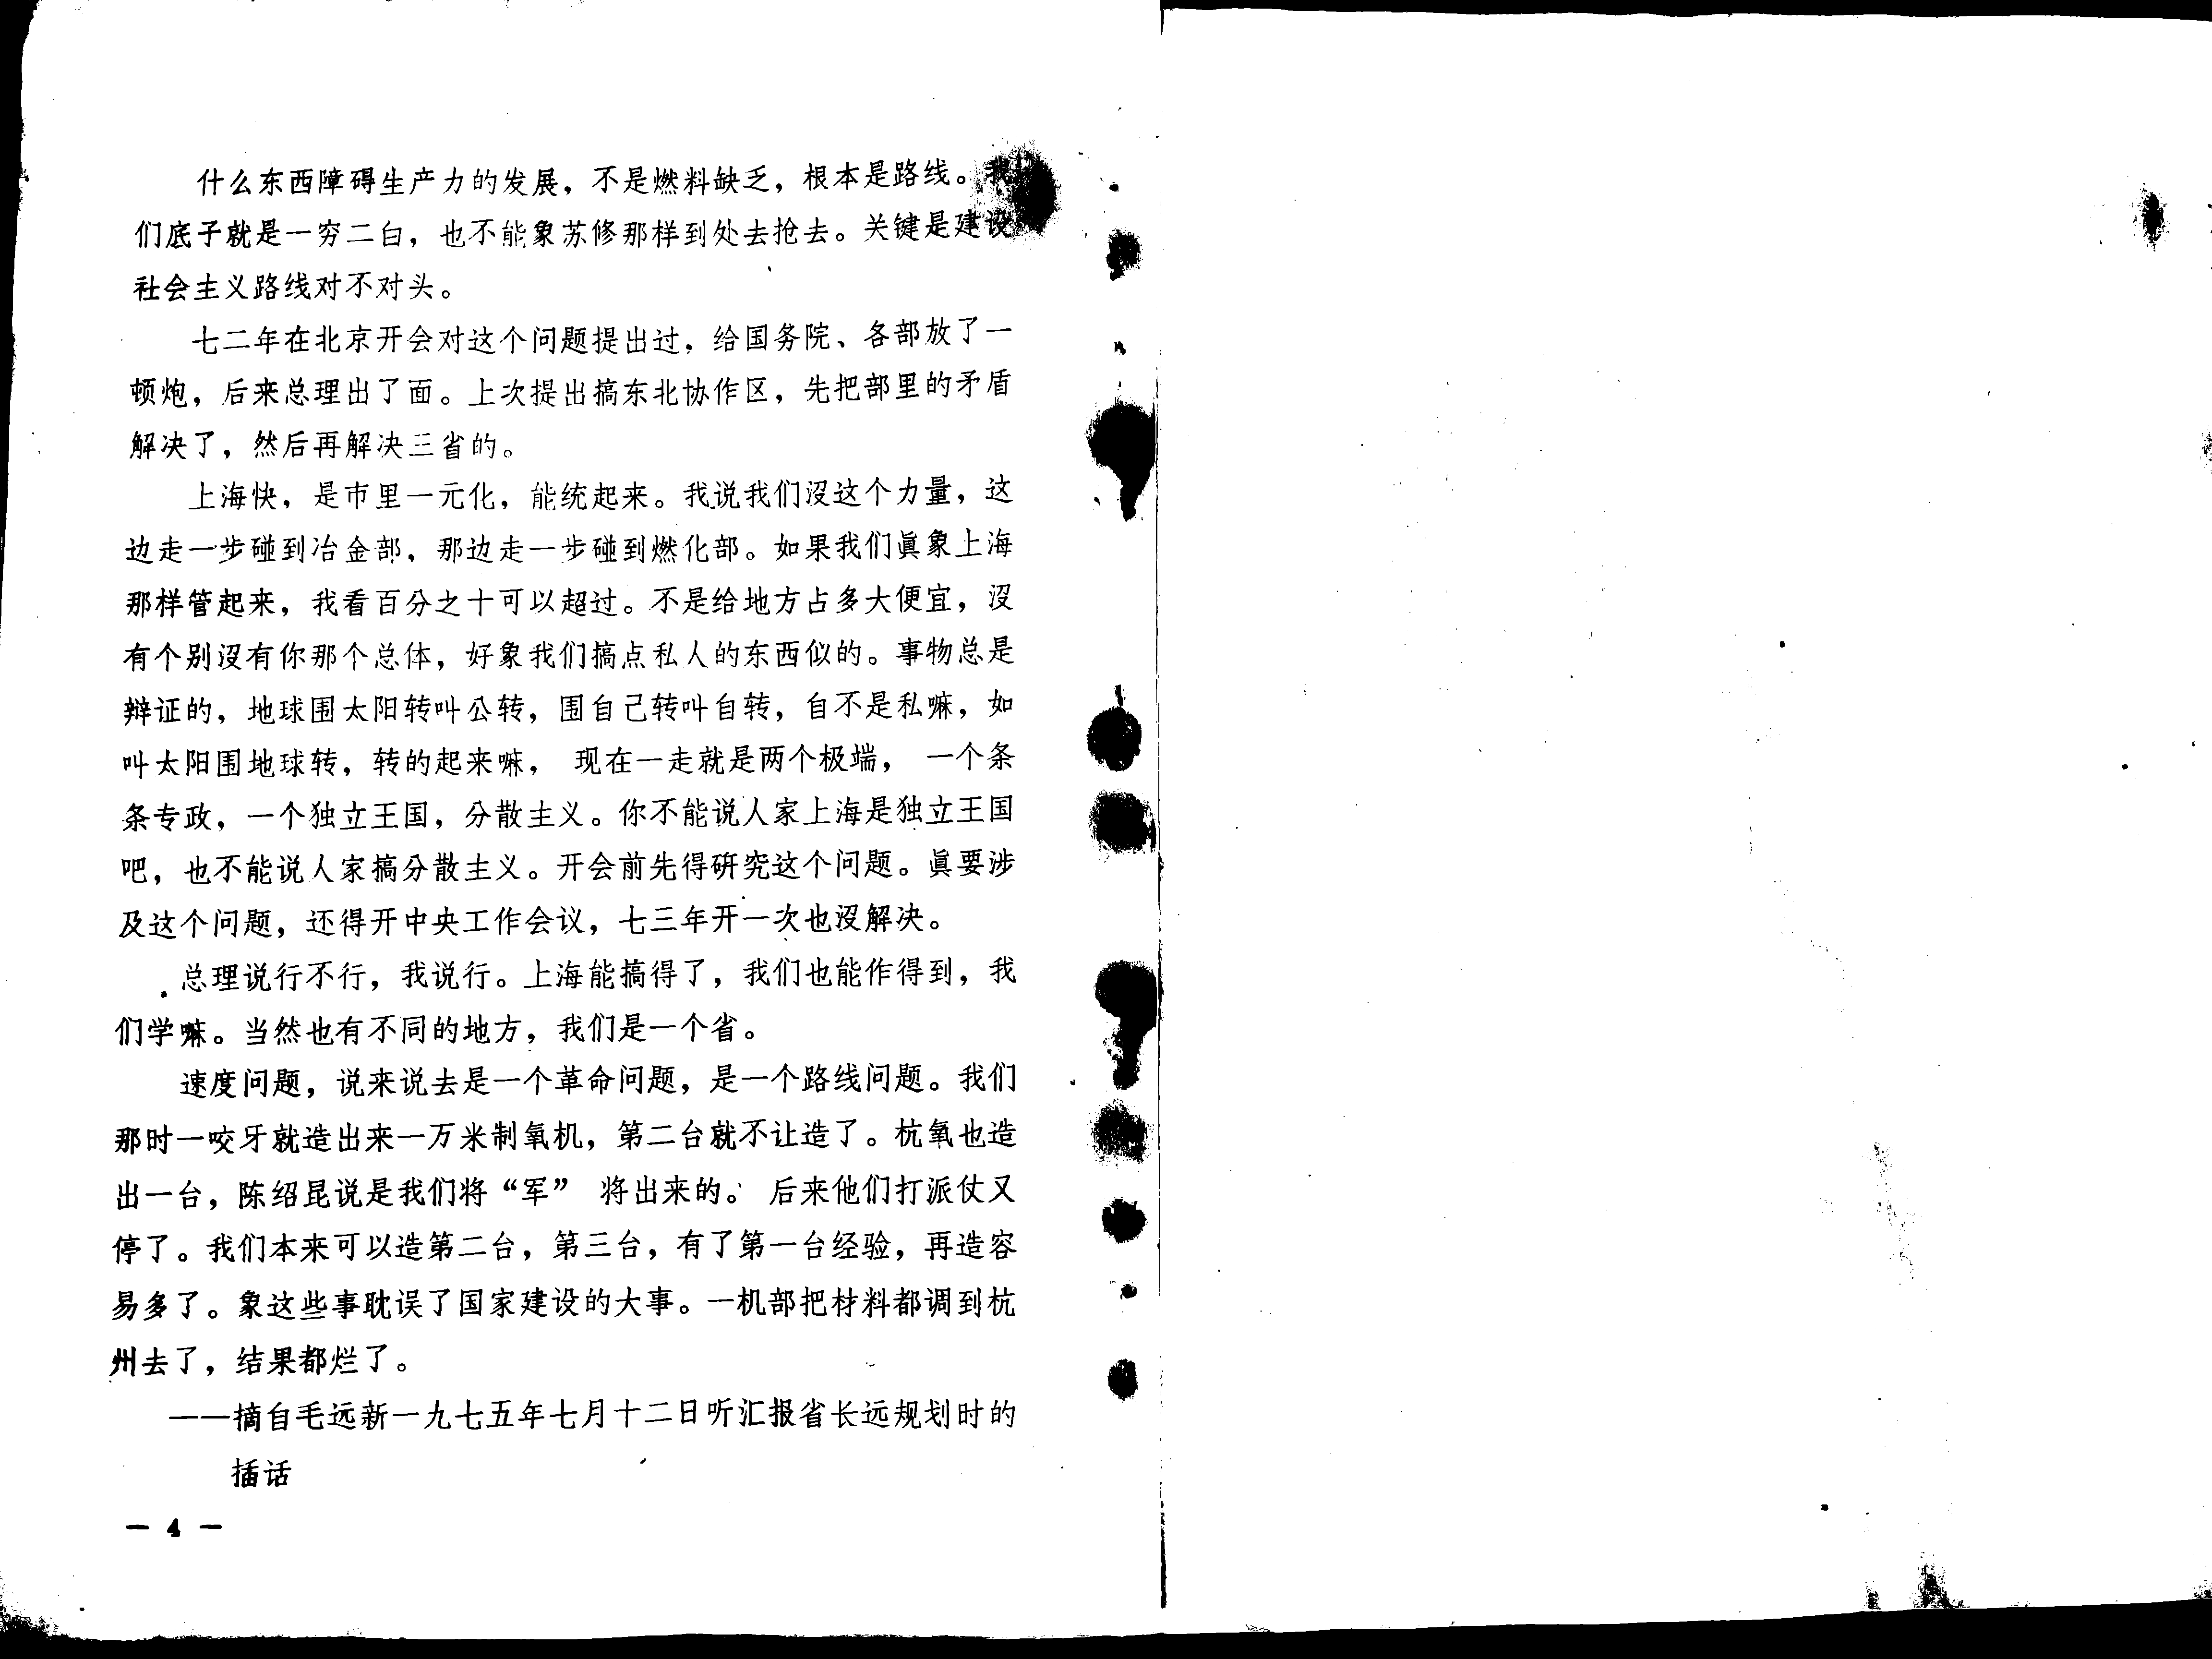 什么东西障碍生产力的发展，不是燃料缺乏，根本是路线。我
们底子就是一穷二白，也不能象苏修那样到处去抢去。关键是建设
社会主义路线对不对头。
七二年在北京开会对这个问题提出过，给国务院、各部放了一
顿炮，后来总理出了面。上次提出搞东北协作区，先把部里的矛盾
解决了，然后再解决三省的。
上海快，是市里一元化，能统起来。我说我们沒这个力量，这
边走一步碰到冶金部，那边走一步碰到燃化部。如果我们眞象上海
那样管起来，我看百分之十可以超过。不是给地方占多大便宜，沒
有个别沒有你那个总体，好象我们搞点私人的东西似的。事物总是
辩证的，地球围太阳转叫公转，围自己转叫自转，自不是私嘛，如
叫太阳围地球转，转的起来嘛，　现在一走就是两个极端，　一个条
条专政，一个独立王国，分散主义。你不能说人家上海是独立王国
吧，也不能说人家搞分散主义。开会前先得研究这个问题。眞要涉
及这个问题，还得开中央工作会议，七三年开一次也沒解决。
总理说行不行，我说行。上海能搞得了，我们也能作得到，我
们学嘛。当然也有不同的地方，我们是一个省。
速度问题，说来说去是一个革命问题，是一个路线问题。我们
那时一咬牙就造出来一万米制氧机，第二台就不让造了。杭氧也造
出一台，陈绍昆说是我们将“军”　将出来的。　后来他们打派仗又
停了。我们本来可以造第二台，第三台，有了第一台经验，再造容
易多了。象这些事耽误了国家建设的大事。一机部把材料都调到杭
州去了，结果都烂了。
——摘自毛远新一九七五年七月十二日听汇报省长远规划时的
插话
— 4 —